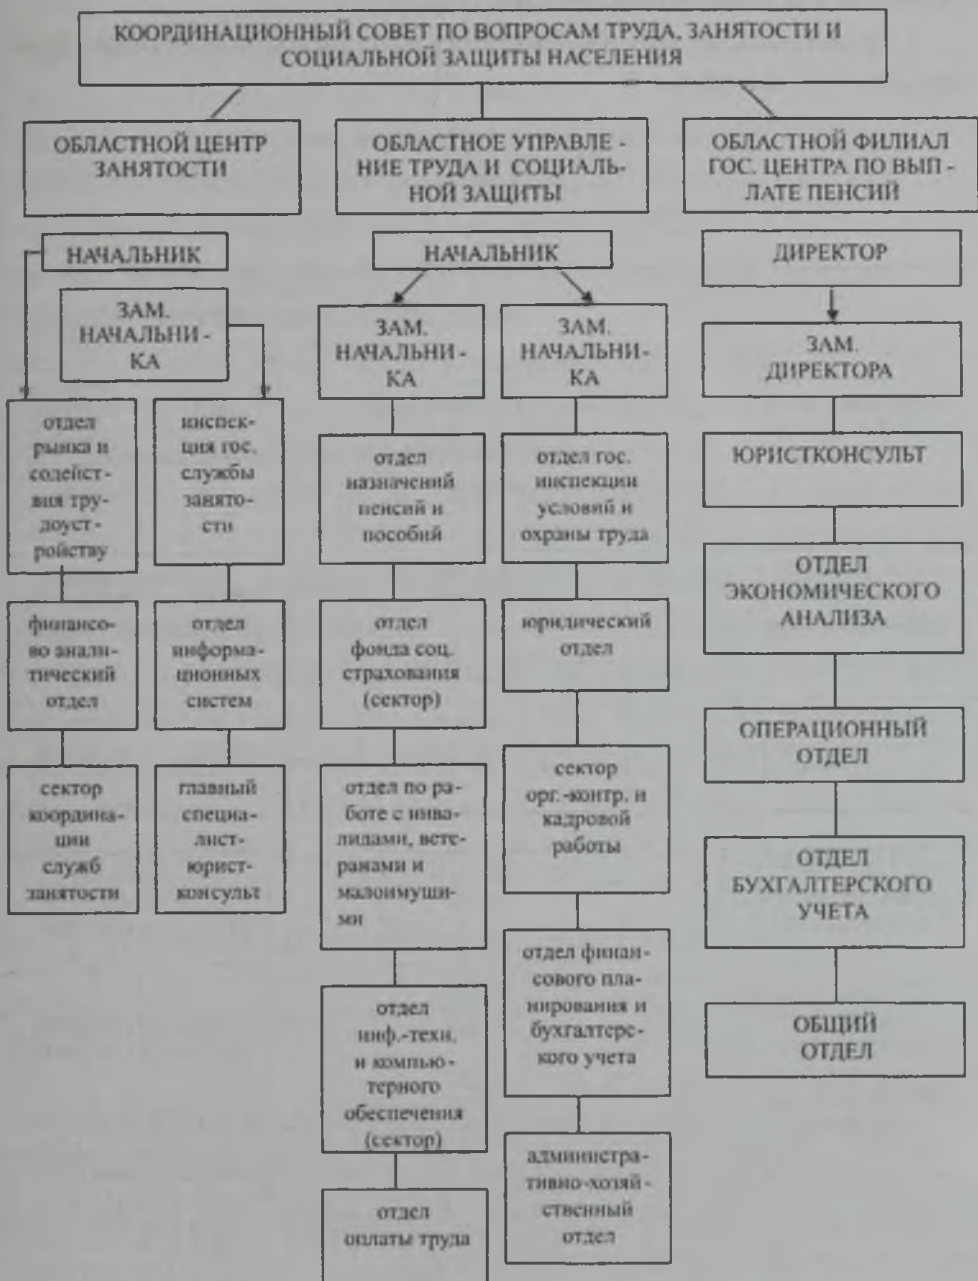 КООРДИНАЦИОННЫЙ СОВЕТ ПО ВОПРОСАМ ТРУДА, ЗАНЯТОСТИ И
СОЦИАЛЬНОЙ ЗАЩИТЫ НАСЕЛЕНИЯ
ОБЛАСТНОЙ ЦЕНТР
ЗАНЯТОСТИ
НАЧАЛЬНИК
ЗАМ.
НАЧАЛЬНИ -
КА
отдел
рынка и
содейст-
вия тру-
доуст-
ройству
финансо-
во анали-
тический
отдел
сектор
координа-
ции
служб
занятости
инспек-
ция гос.
службы
занято-
сти
отдел
информа-
ционных
систем
главный
специа-
лист-
юрист-
консульт
ОБЛАСТНОЕ УПРАВЛЕ -
НИЕ ТРУДА И СОЦИАЛЬ-
НОЙ ЗАЩИТЫ
НАЧАЛЬНИК
ЗАМ.
НАЧАЛЬНИ -
КА
отдел
назначений
пенсий и
пособий
отдел
фонда соц.
страхования
(сектор)
отдел по ра-
боте с инва-
лидами, вете-
ранами и
малоимущи-
ми
отдел
инф.-техн.
и компью-
терного
обеспечения
(сектор)
отдел
оплаты труда
ЗАМ.
НАЧАЛЬНИ-
КА
отдел гос.
инспекции
условий и
охраны труда
юридический
отдел
сектор
орг.-контр. и
кадровой
работы
отдел финан-
сового пла-
нирования и
бухгалтерс-
кого учета
администра-
тивно-хозяй-
ственный
отдел
ОБЛАСТНОЙ ФИЛИАЛ
ГОС. ЦЕНТРА ПО ВЫП -
ЛАТЕ ПЕНСИЙ
ДИРЕКТОР
ЗАМ.
ДИРЕКТОРА
ЮРИСТКОНСУЛЬТ
ОТДЕЛ
ЭКОНОМИЧЕСКОГО
АНАЛИЗА
ОПЕРАЦИОННЫЙ
ОТДЕЛ
ОТДЕЛ
БУХГАЛТЕРСКОГО
УЧЕТА
ОБЩИЙ
ОТДЕЛ